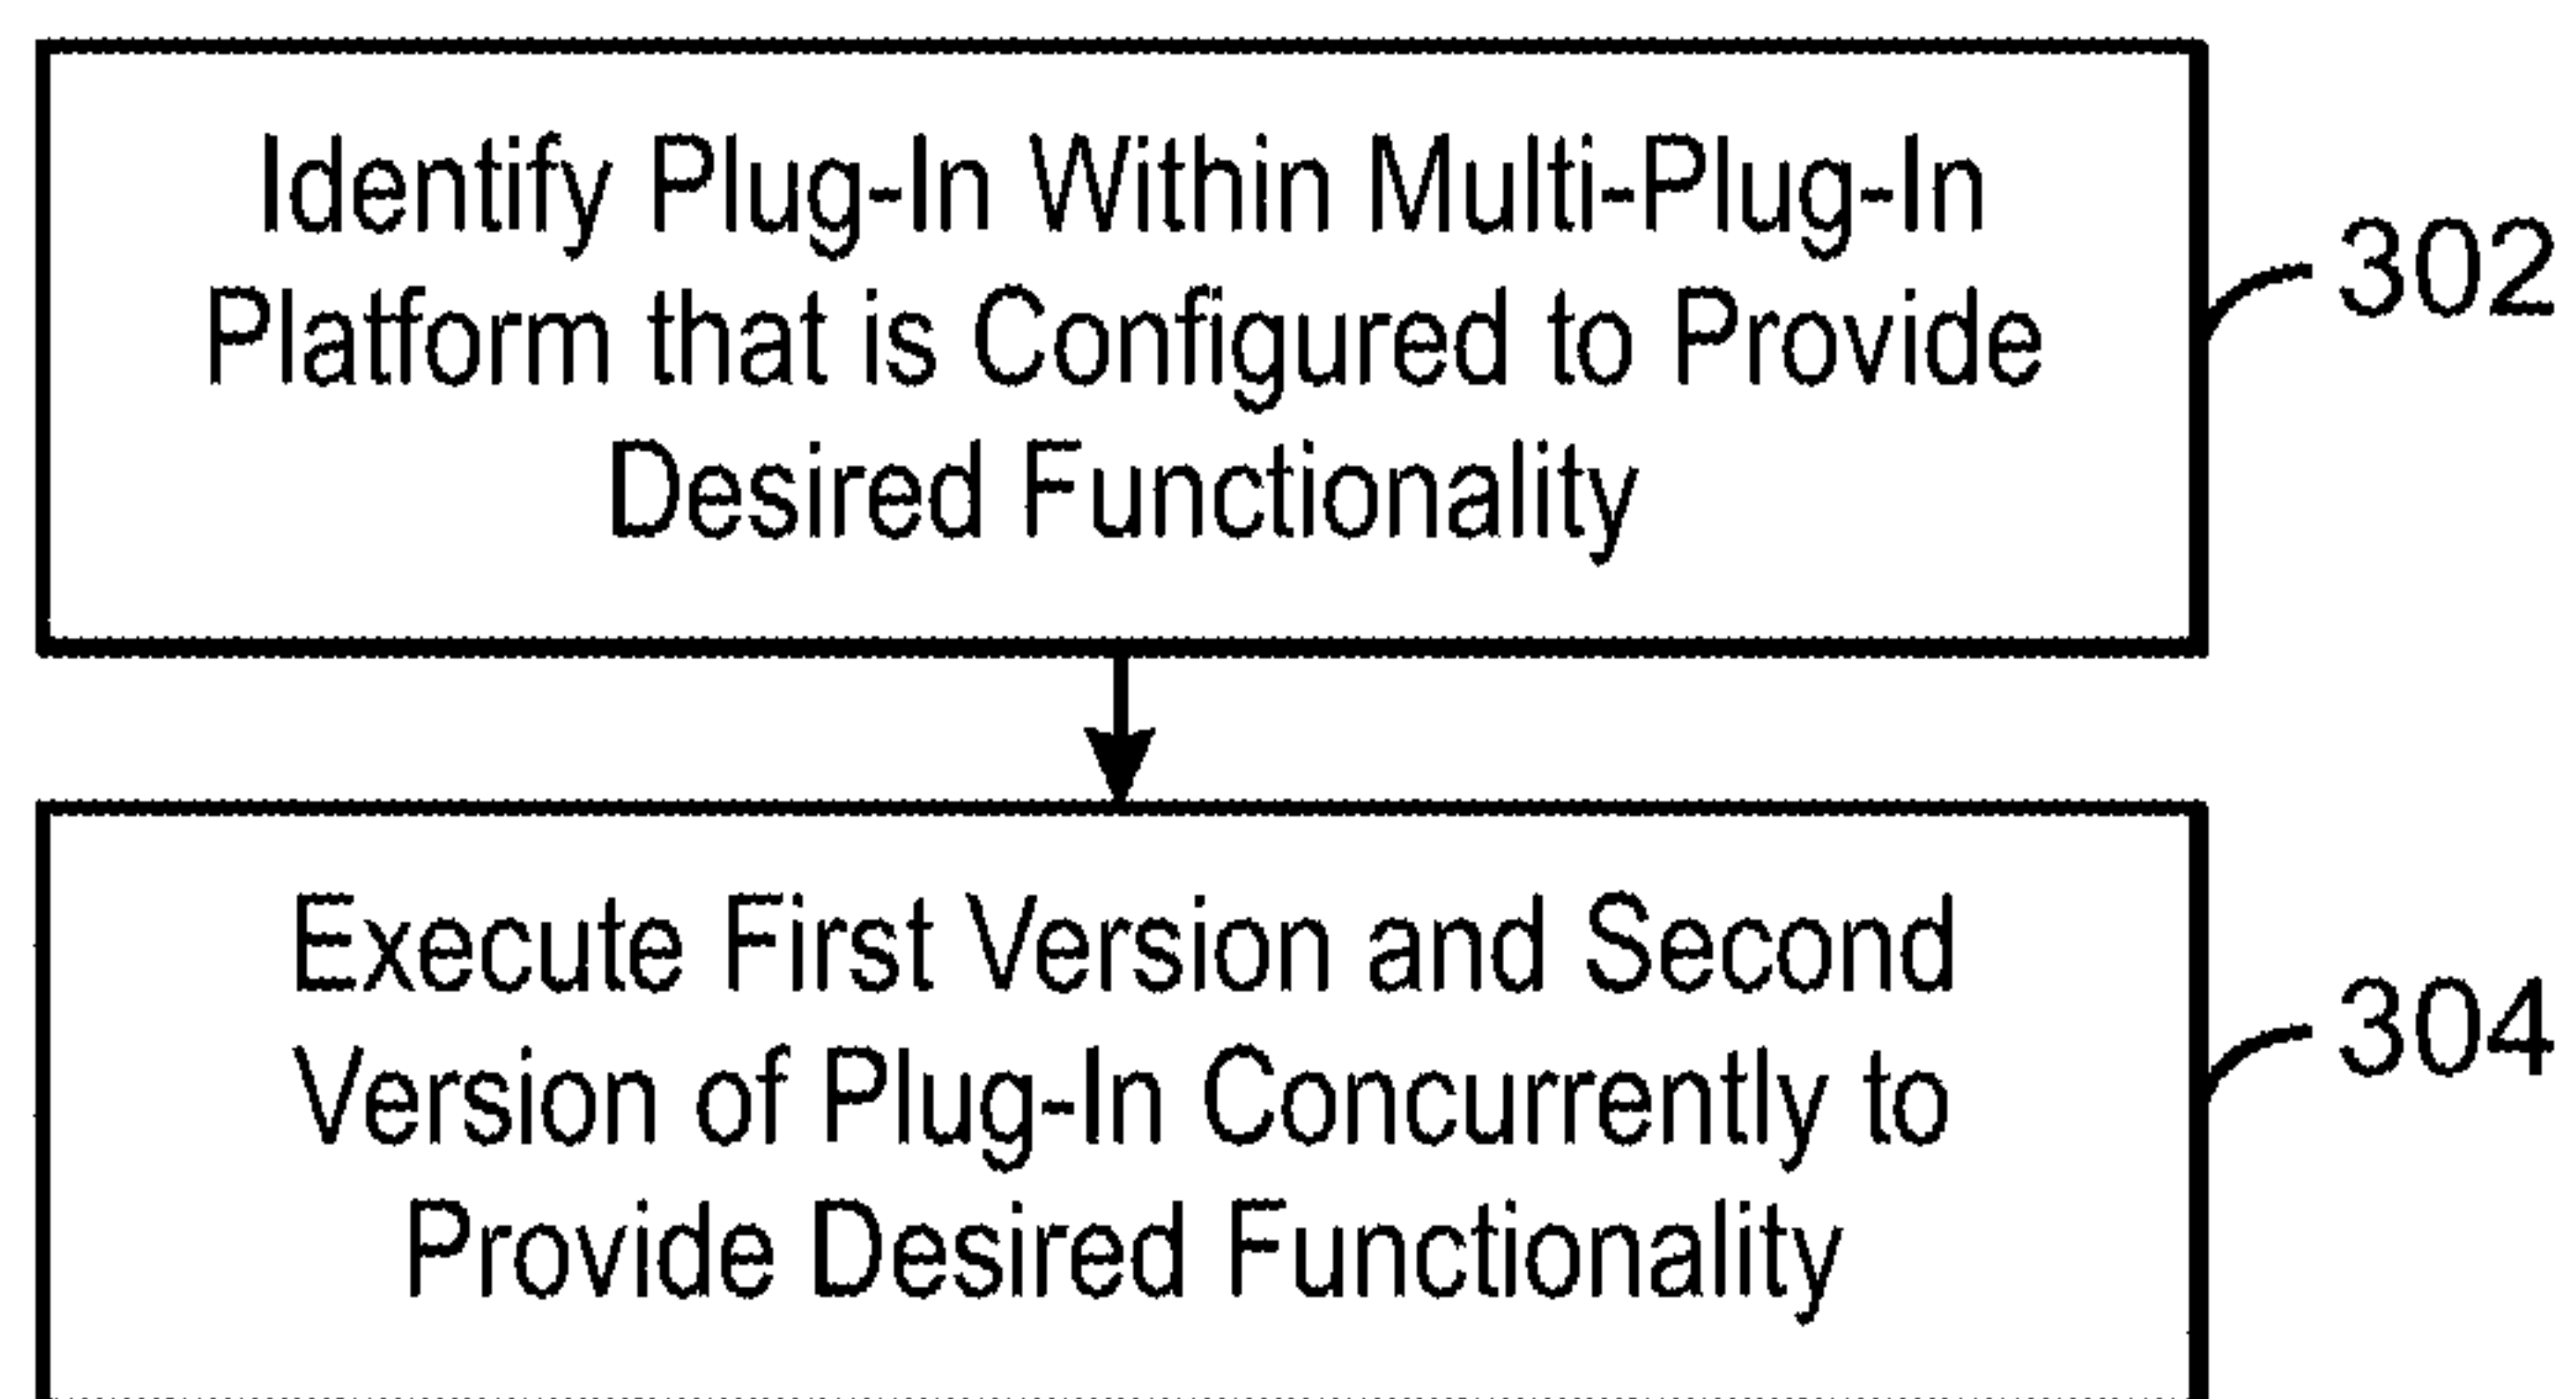 Identify Plug-In Within Multi-Plug-In
Platform that is Configured to Provide
Desired Functionality
302
Execute First Version and Second
Version of Plug-In Concurrently to
Provide Desired Functionality
304